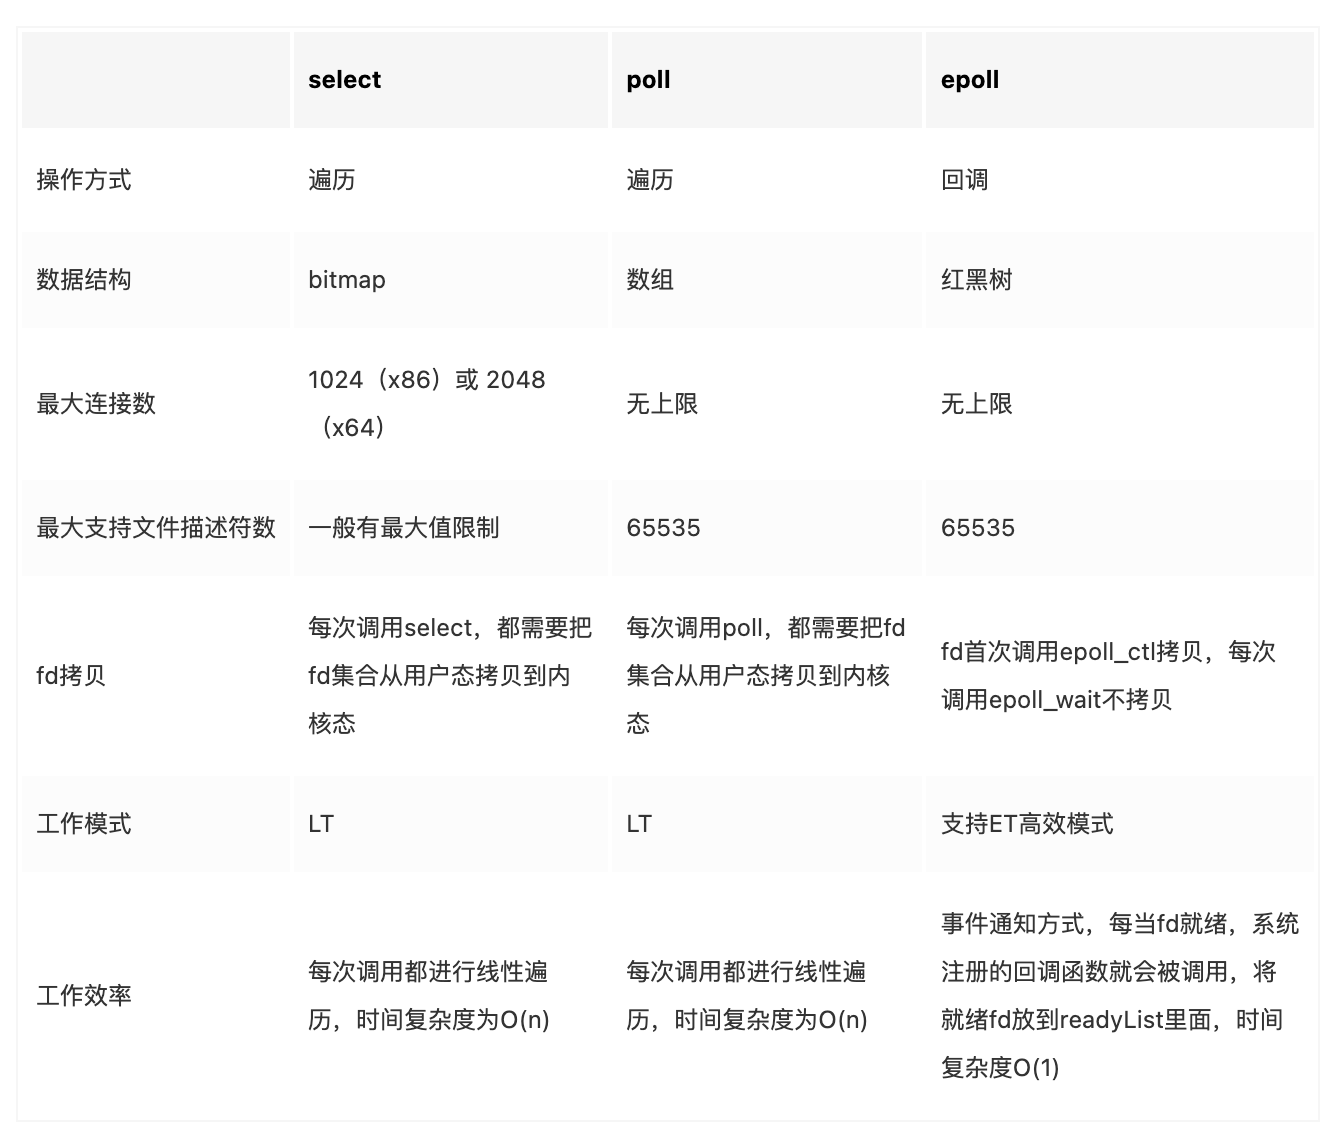 select
poll
epoll
操作方式
遍历
遍历
回调
数据结构
bitmap
数组
红黑树
最大连接数
1024（x86）或 2048
（x64）
无上限
无上限
最大支持文件描述符数
一般有最大值限制
65535
65535
fd拷贝
每次调用select，都需要把
fd集合从用户态拷贝到内
核态
每次调用poll，都需要把fd
集合从用户态拷贝到内核
态
fd首次调用epoll_ctl拷贝，每次
调用epoll_wait不拷贝
工作模式
LT
LT
支持ET高效模式
工作效率
每次调用都进行线性遍
历，时间复杂度为O(n)
每次调用都进行线性遍
历，时间复杂度为O(n)
事件通知方式，每当fd就绪，系统
注册的回调函数就会被调用，将
就绪fd放到readyList里面，时间
复杂度O(1)